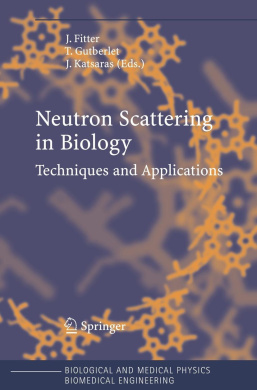 J. Fitter
T. Gutberlet
J. Katsaras (Eds.)
Neutron Scattering
in Biology
Techniques and Applications
Springer
BIOLOGICAL AND MEDICAL PHYSICS
BIOMEDICAL ENGINEERING